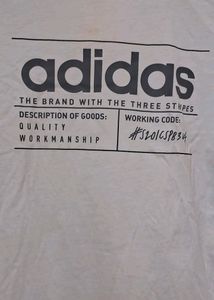 adidas
THE BRAND WITH THE THREE STRIPES
DESCRIPTION OF GOODS:
QUALITY
WORKMANSHIP
WORKING CODE: